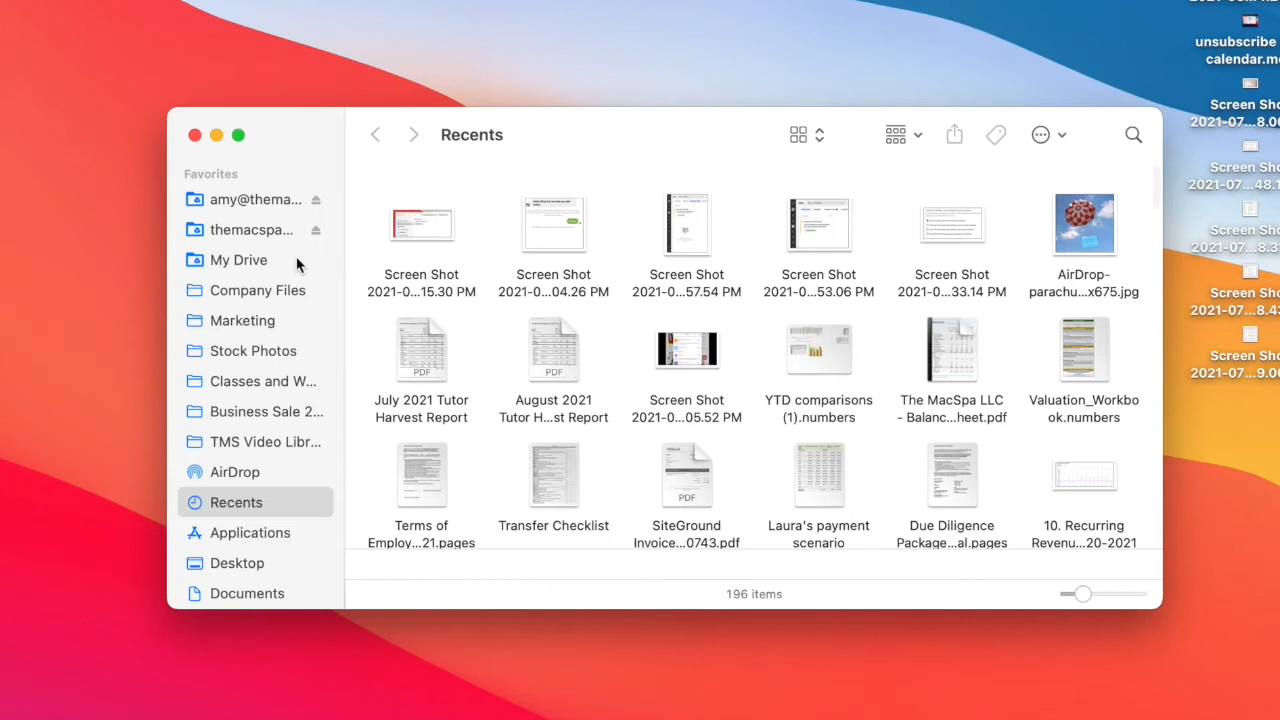 unsubscribe
calendar.m
Screen Sho
2021-07...8.0
Screen Sho
2021-07...48.1
Screen Sho
2021-07...8.3
Screen Sho
2021-07...8.43
Screen Sho
2021-07...9.0
Recents
Favorites
amy@thema...
themacspa...
My Drive
Company Files
Marketing
Stock Photos
Classes and W...
Business Sale 2...
TMS Video Libr...
AirDrop
Recents
Applications
Desktop
Documents
Screen Shot
2021-0...15.30 PM
Screen Shot
2021-0...04.26 PM
Screen Shot
2021-0...57.54 PM
Screen Shot
2021-0...53.06 PM
Screen Shot
2021-0...33.14 PM
AirDrop-
parachu...x675.jpg
PDF
July 2021 Tutor
Harvest Report
PDF
August 2021
Tutor H...st Report
Screen Shot
2021-0...05.52 PM
YTD comparisons
(1).numbers
The MacSpa LLC
- Balanc...heet.pdf
Valuation_Workbo
ok.numbers
Terms of
Employ...21.pages
Transfer Checklist
PDF
SiteGround
Invoice...0743.pdf
Laura's payment
scenario
Due Diligence
Package...al.pages
10. Recurring
Revenu...20-2021
196 items